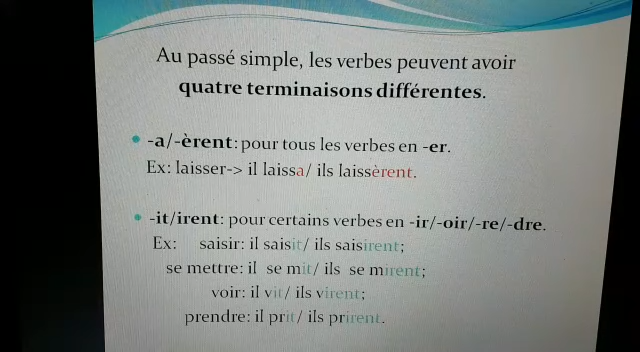 Au passé simple, les verbes peuvent avoir
quatre terminaisons différentes.
-a/-èrent: pour tous les verbes en -er.
Ex: laisser-> il laissa/ ils laissèrent.
-it/irent: pour certains verbes en -ir/-oir/-re/-dre.
Ex: saisir: il saisit/ ils saisirent;
se mettre: il se mit/ ils se mirent;
voir: il vit/ ils virent;
prendre: il prit/ ils prirent.